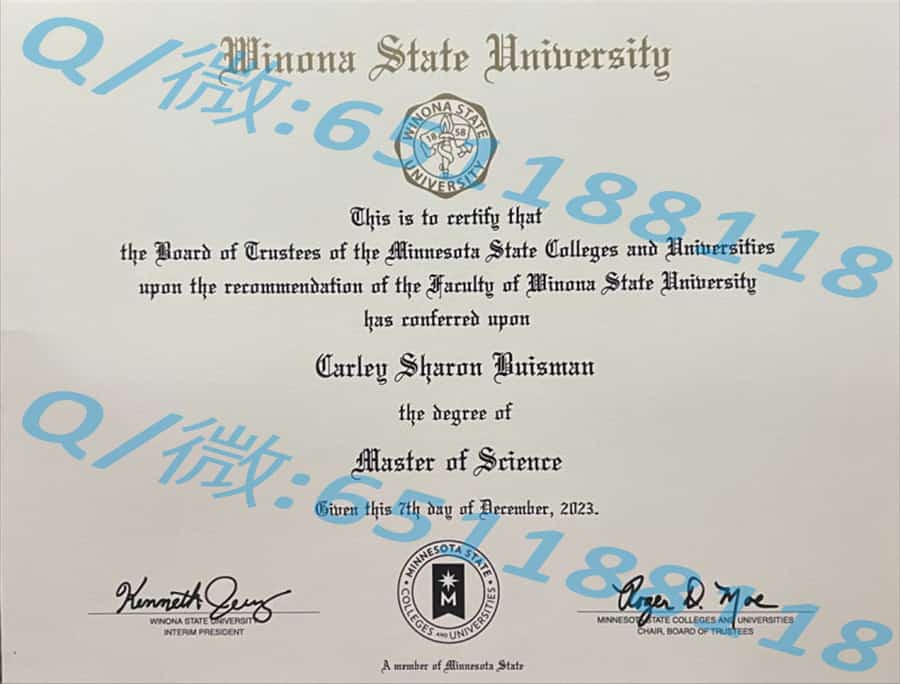 Winona State University
WINONA STATE
18 58
UNIVERSITY
Q/微:65118118
This is to certify that
the Board of Trustees of the Minnesota State Colleges and Universities
upon the recommendation of the Faculty of Winona State University
has conferred upon
Carley Sharon Buisman
the degree of
Master of Science
Q/微:65118118
Given this 7th day of December, 2023.
MINNESOTA STATE
M
COLLEGES AND UNIVERSITIES
Kenneth
Roger D. Moe
WINONA STATE UNIVERSITY
INTERIM PRESIDENT
MINNESOTA STATE COLLEGES AND UNIVERSITIES
CHAIR, BOARD OF TRUSTEES
A member of Minnesota State